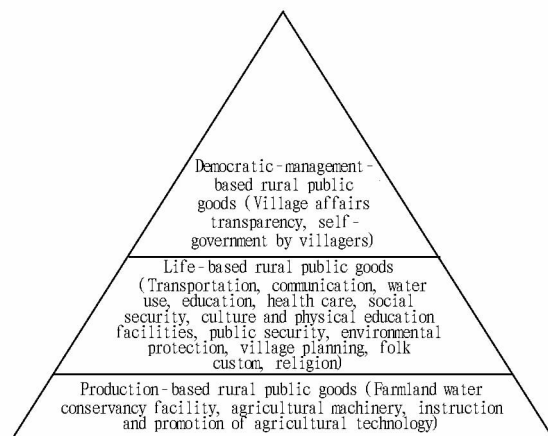 Democratic-management-
based rural public
goods (Village affairs
transparency, self-
government by villagers)
Life-based rural public goods
(Transportation, communication, water
use, education, health care, social
security, culture and physical education
facilities, public security, environmental
protection, village planning, folk
custom, religion)
Production-based rural public goods (Farmland water
conservancy facility, agricultural machinery, instruction
and promotion of agricultural technology)